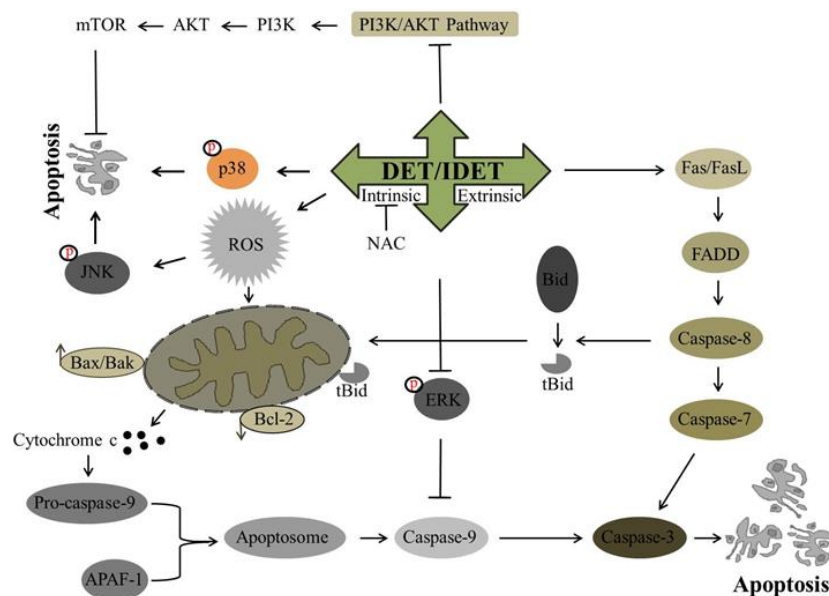 mTOR
AKT
PI3K
PI3K/AKT Pathway
Apoptosis
p
p38
DET/IDET
Intrinsic
Extrinsic
Fas/FasL
ROS
NAC
p
JNK
FADD
Bid
Caspase-8
Bax/Bak
tBid
tBid
p
ERK
Bcl-2
Caspase-7
Cytochrome c
Pro-caspase-9
Apoptosome
Caspase-9
Caspase-3
APAF-1
Apoptosis